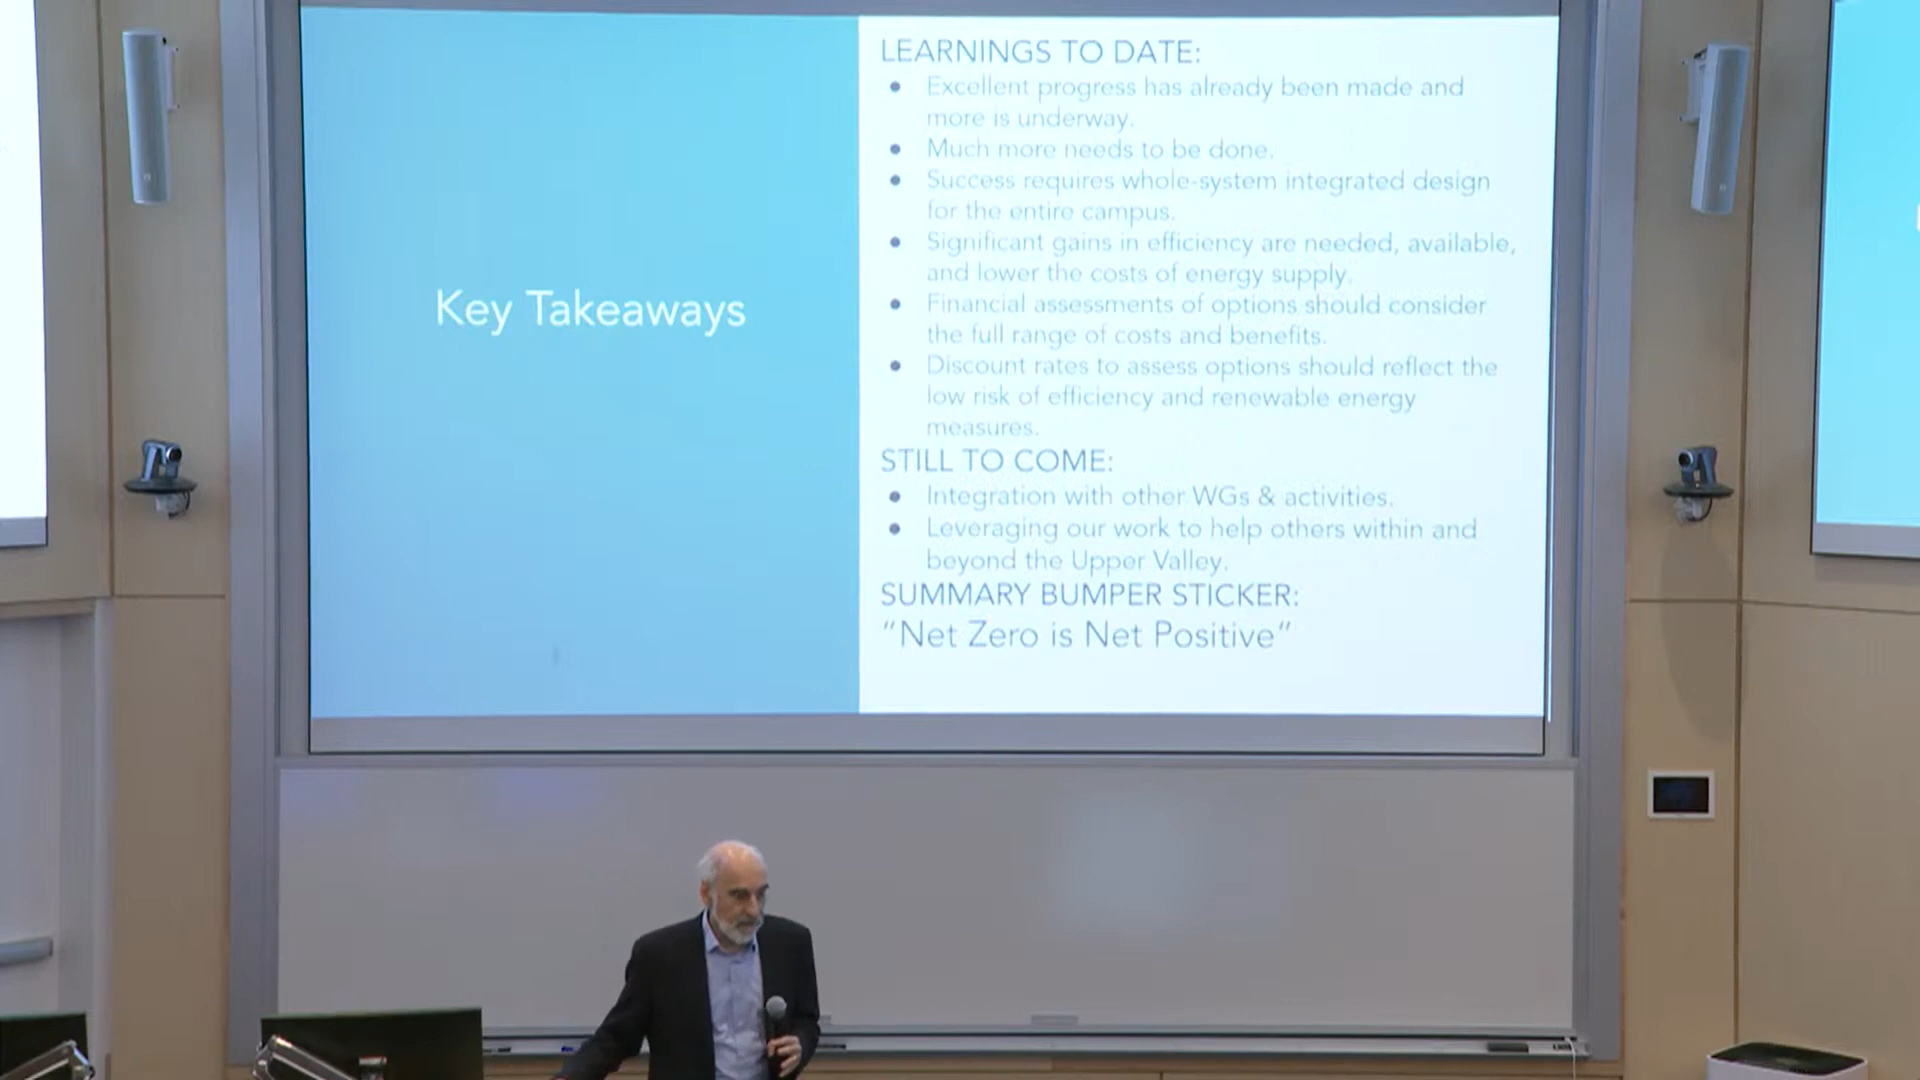 Key Takeaways
LEARNINGS TO DATE:
• Excellent progress has already been made and
more is underway.
• Much more needs to be done.
• Success requires whole-system integrated design
for the entire campus.
• Significant gains in efficiency are needed, available,
and lower the costs of energy supply.
• Financial assessments of options should consider
the full range of costs and benefits.
• Discount rates to assess options should reflect the
low risk of efficiency and renewable energy
measures.
STILL TO COME:
• Integration with other WGs & activities.
• Leveraging our work to help others within and
beyond the Upper Valley.
SUMMARY BUMPER STICKER:
“Net Zero is Net Positive”